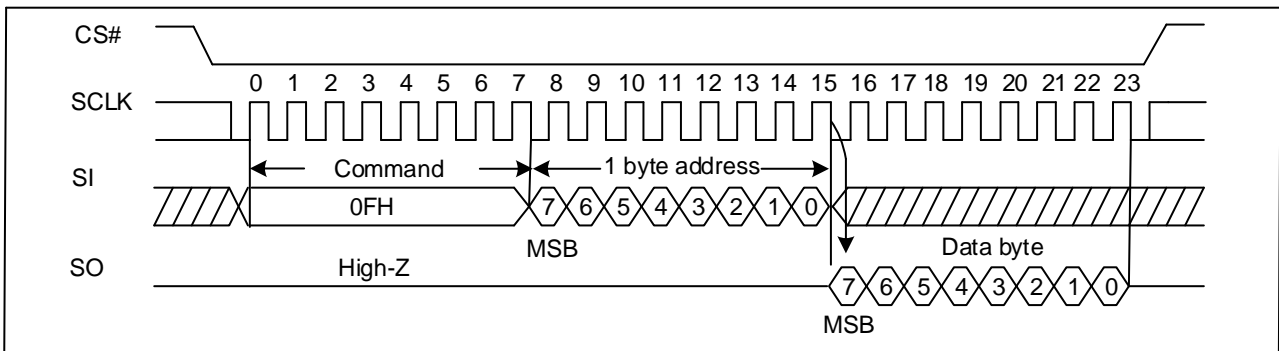 CS#
0 1 2 3 4 5 6 7 8 9 10 11 12 13 14 15 16 17 18 19 20 21 22 23
SCLK
Command 1 byte address
SI
0FH 7 6 5 4 3 2 1 0
MSB Data byte
SO High-Z
7 6 5 4 3 2 1 0
MSB